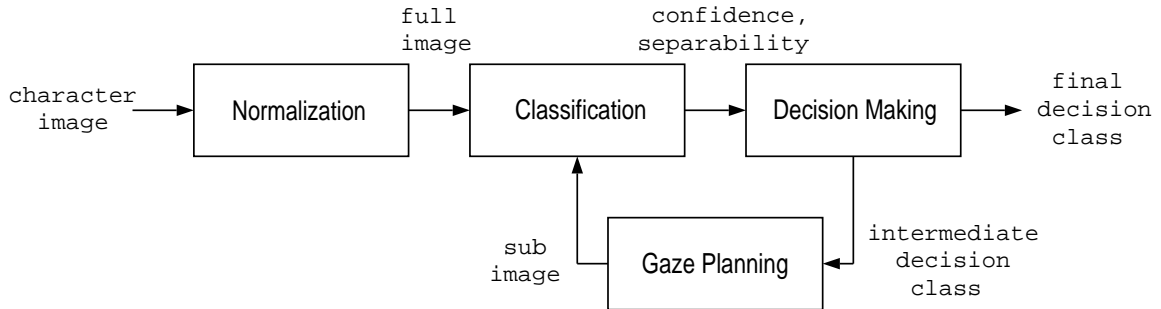 full
image
confidence,
separability
character
image
Normalization
Classification
Decision Making
final
decision
class
sub
image
Gaze Planning
intermediate
decision
class